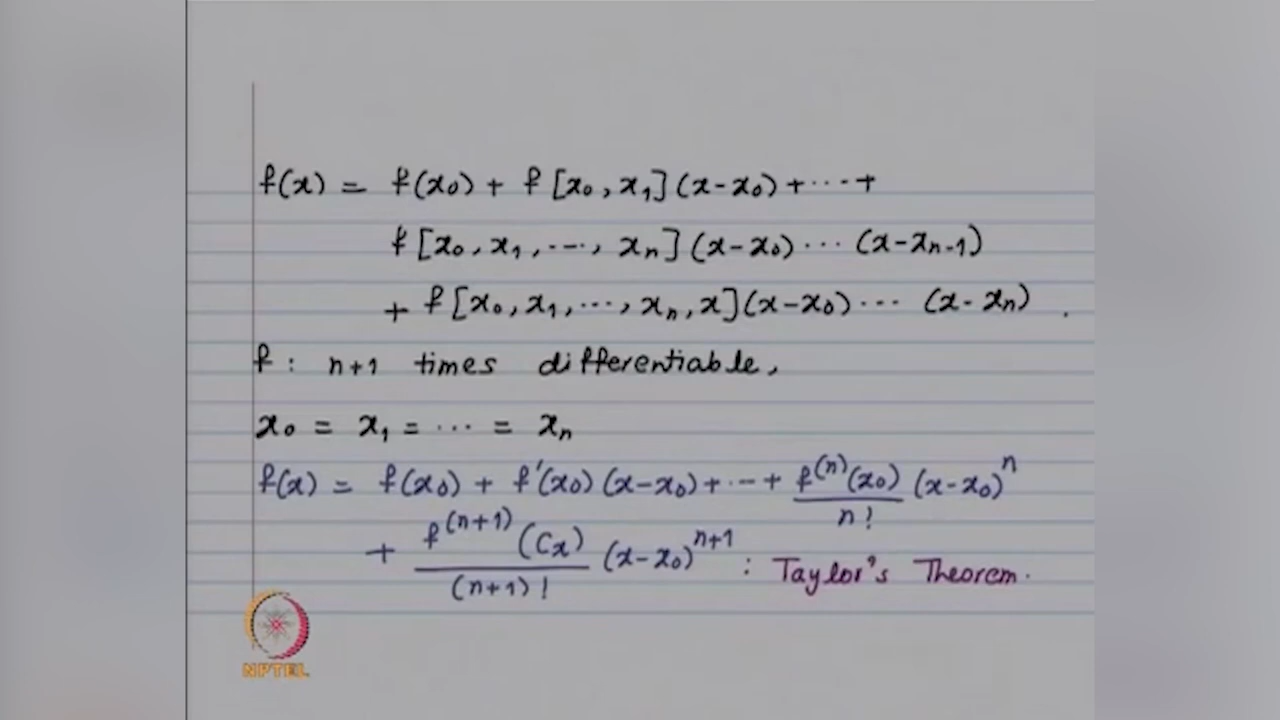 f(x) = f(x₀) + f[x₀, x₁](x-x₀) + ··· +
f[x₀, x₁, ···, xₙ](x-x₀) ··· (x-xₙ₋₁)
+ f[x₀, x₁, ···, xₙ, x](x-x₀) ··· (x-xₙ).
f : n+1 times differentiable,
x₀ = x₁ = ··· = xₙ
f(x) = f(x₀) + f'(x₀)(x-x₀) + ··· + f⁽ⁿ⁾(x₀)/n! (x-x₀)ⁿ
+ f⁽ⁿ⁺¹⁾(Cₓ)/(n+1)! (x-x₀)ⁿ⁺¹ : Taylor's Theorem.
NPTEL